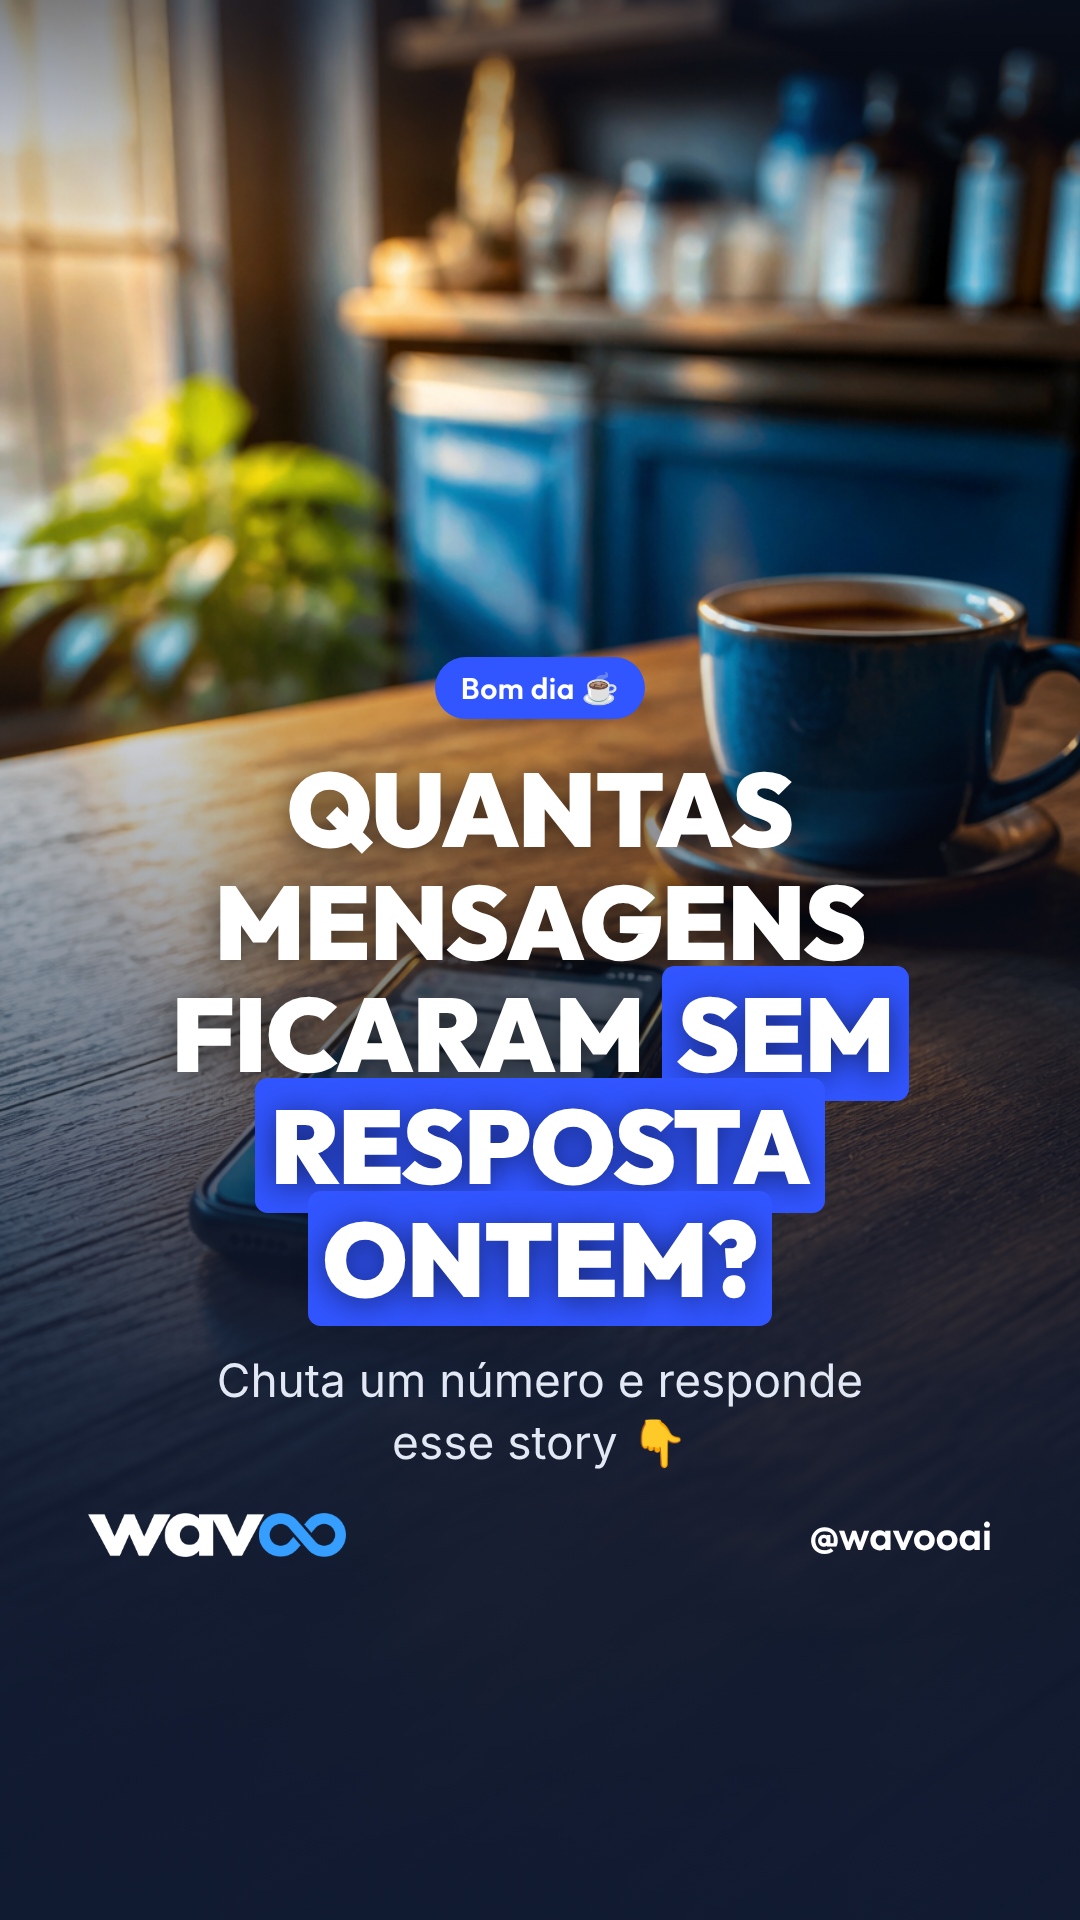 Bom dia ☕
QUANTAS
MENSAGENS
FICARAM SEM
RESPOSTA
ONTEM?
Chuta um número e responde
esse story 👇
wavoo
@wavooai